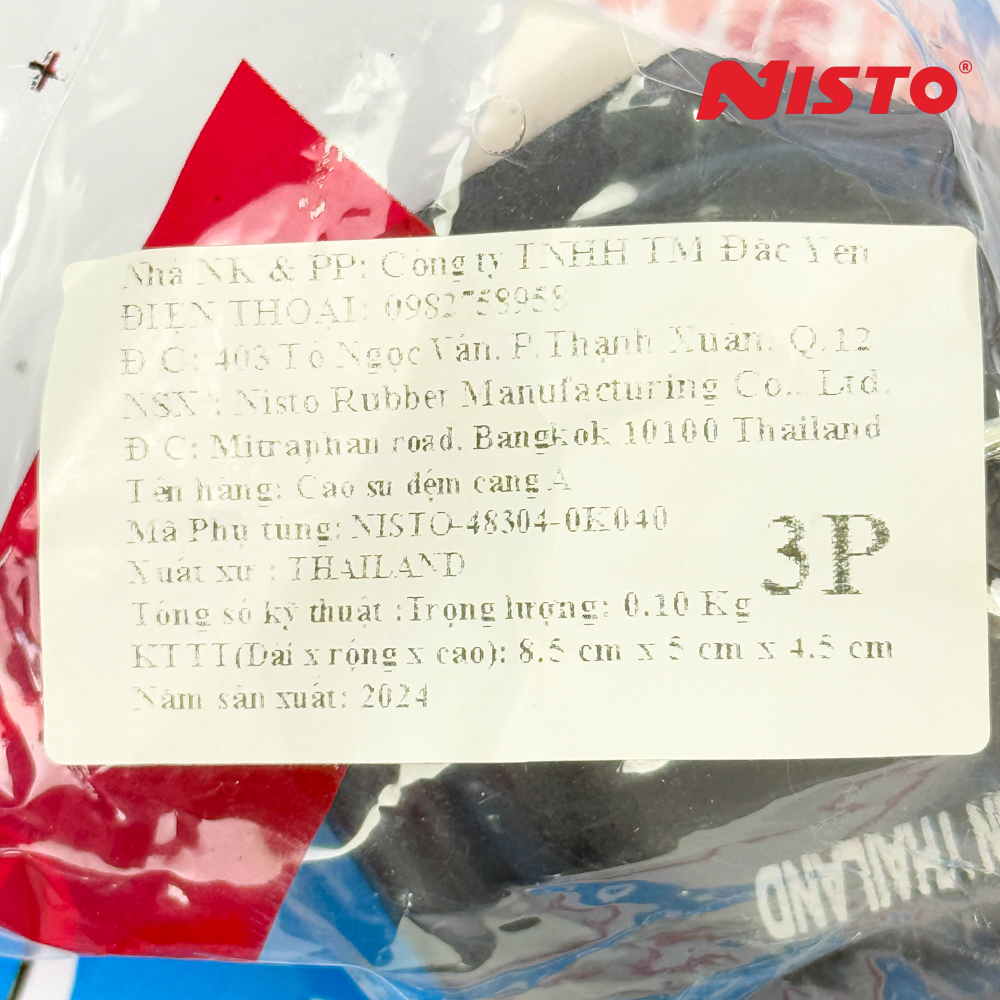 NISTO®
Nhà NK & PP: Công ty TNHH TM Đắc Yên
ĐIỆN THOẠI: 0982758958
Đ C: 403 Tô Ngọc Vân, P.Thạnh Xuân, Q.12
NSX : Nisto Rubber Manufacturing Co., Ltd.
Đ C: Mitraphan road, Bangkok 10100 Thailand
Tên hàng: Cao su đệm càng A
Mã Phụ tùng: NISTO-48304-0K040
Xuất xứ : THAILAND
3P
Tông số kỹ thuật :Trọng lượng: 0.10 Kg
KTTT(Dài x rộng x cao): 8.5 cm x 5 cm x 4.5 cm
Năm sản xuất: 2024
THAILAND